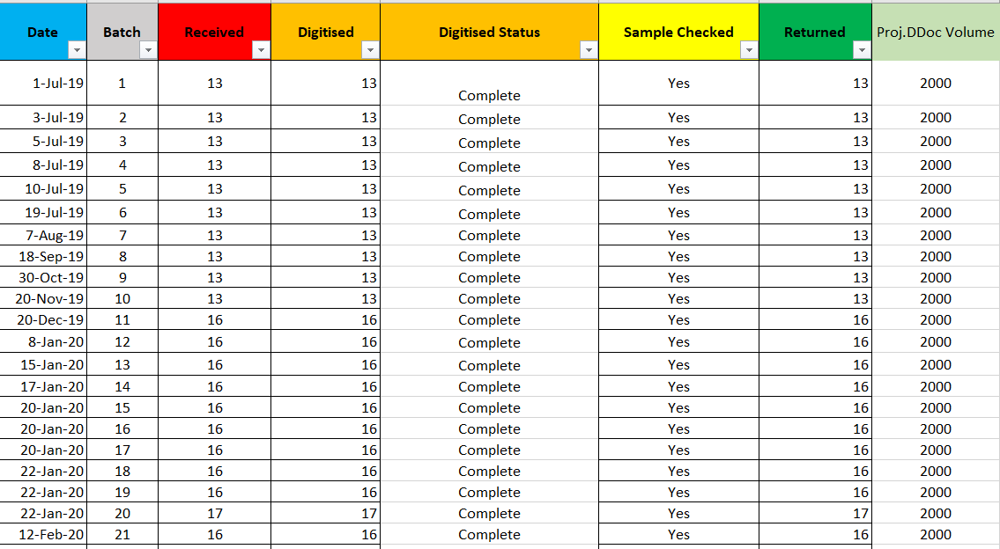 Date Batch Received Digitised Digitised Status Sample Checked Returned Proj.DDoc Volume
1-Jul-19 1 13 13 Complete Yes 13 2000
3-Jul-19 2 13 13 Complete Yes 13 2000
5-Jul-19 3 13 13 Complete Yes 13 2000
8-Jul-19 4 13 13 Complete Yes 13 2000
10-Jul-19 5 13 13 Complete Yes 13 2000
19-Jul-19 6 13 13 Complete Yes 13 2000
7-Aug-19 7 13 13 Complete Yes 13 2000
18-Sep-19 8 13 13 Complete Yes 13 2000
30-Oct-19 9 13 13 Complete Yes 13 2000
20-Nov-19 10 13 13 Complete Yes 13 2000
20-Dec-19 11 16 16 Complete Yes 16 2000
8-Jan-20 12 16 16 Complete Yes 16 2000
15-Jan-20 13 16 16 Complete Yes 16 2000
17-Jan-20 14 16 16 Complete Yes 16 2000
20-Jan-20 15 16 16 Complete Yes 16 2000
20-Jan-20 16 16 16 Complete Yes 16 2000
20-Jan-20 17 16 16 Complete Yes 16 2000
22-Jan-20 18 16 16 Complete Yes 16 2000
22-Jan-20 19 16 16 Complete Yes 16 2000
22-Jan-20 20 17 17 Complete Yes 17 2000
12-Feb-20 21 16 16 Complete Yes 16 2000